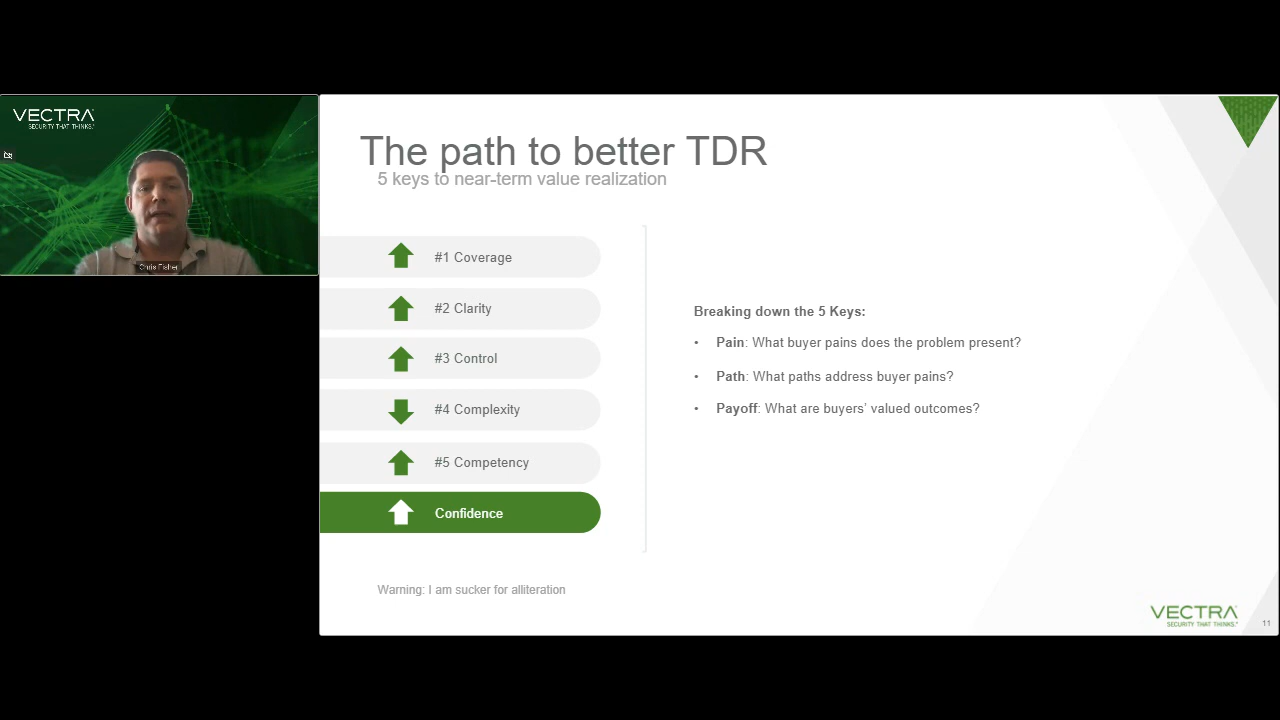 VECTRA
SECURITY THAT THINKS.
Chris Fisher
The path to better TDR
5 keys to near-term value realization
#1 Coverage
#2 Clarity
#3 Control
#4 Complexity
#5 Competency
Confidence
Warning: I am sucker for alliteration
Breaking down the 5 Keys:
• Pain: What buyer pains does the problem present?
• Path: What paths address buyer pains?
• Payoff: What are buyers’ valued outcomes?
VECTRA
SECURITY THAT THINKS.
11